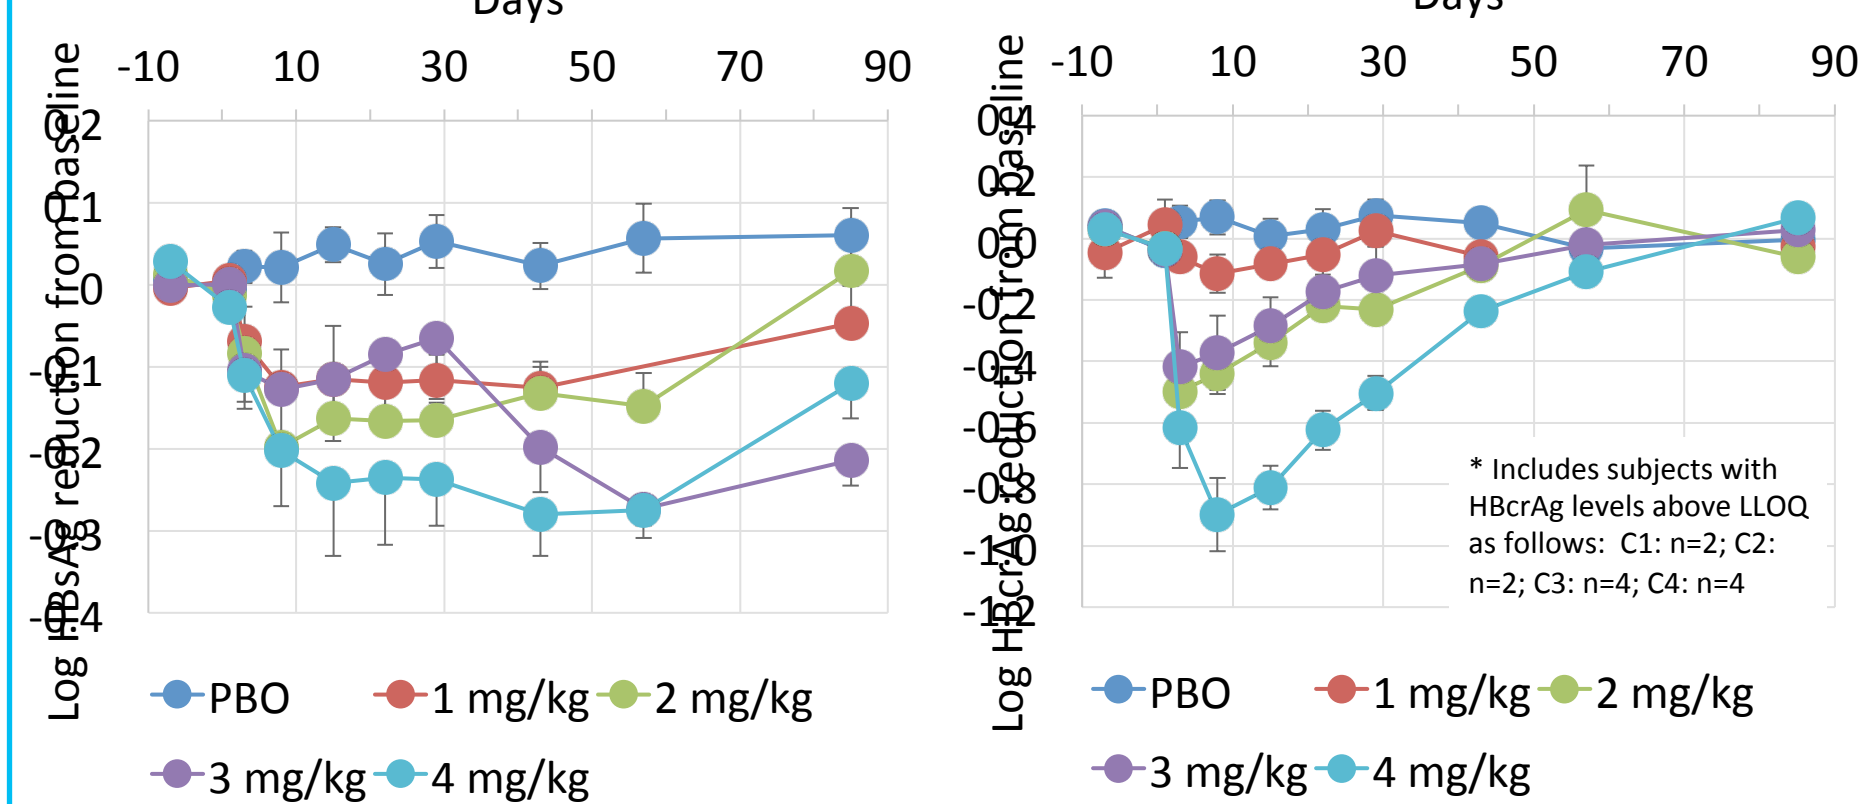 Days
-10 10 30 50 70 90
0.2
0.1
0
-0.1
-0.2
-0.3
-0.4
Log HBsAg reduction from baseline
PBO 1 mg/kg 2 mg/kg
3 mg/kg 4 mg/kg
Days
-10 10 30 50 70 90
0.4
0.2
0.0
-0.2
-0.4
-0.6
-0.8
-1.0
-1.2
Log HBcrAg reduction from baseline
* Includes subjects with
HBcrAg levels above LLOQ
as follows: C1: n=2; C2:
n=2; C3: n=4; C4: n=4
PBO 1 mg/kg 2 mg/kg
3 mg/kg 4 mg/kg